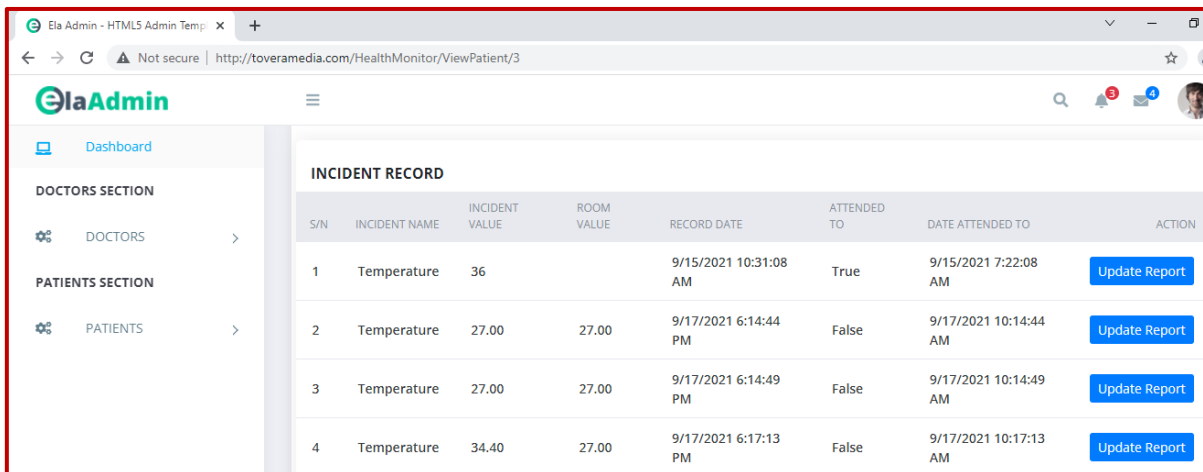 Ela Admin - HTML5 Admin Templ
Not secure | http://toveramedia.com/HealthMonitor/ViewPatient/3
elaAdmin
3 4
Dashboard
DOCTORS SECTION
DOCTORS
PATIENTS SECTION
PATIENTS
INCIDENT RECORD
S/N INCIDENT NAME INCIDENT VALUE ROOM VALUE RECORD DATE ATTENDED TO DATE ATTENDED TO ACTION
1 Temperature 36 9/15/2021 10:31:08 AM True 9/15/2021 7:22:08 AM Update Report
2 Temperature 27.00 27.00 9/17/2021 6:14:44 PM False 9/17/2021 10:14:44 AM Update Report
3 Temperature 27.00 27.00 9/17/2021 6:14:49 PM False 9/17/2021 10:14:49 AM Update Report
4 Temperature 34.40 27.00 9/17/2021 6:17:13 PM False 9/17/2021 10:17:13 AM Update Report